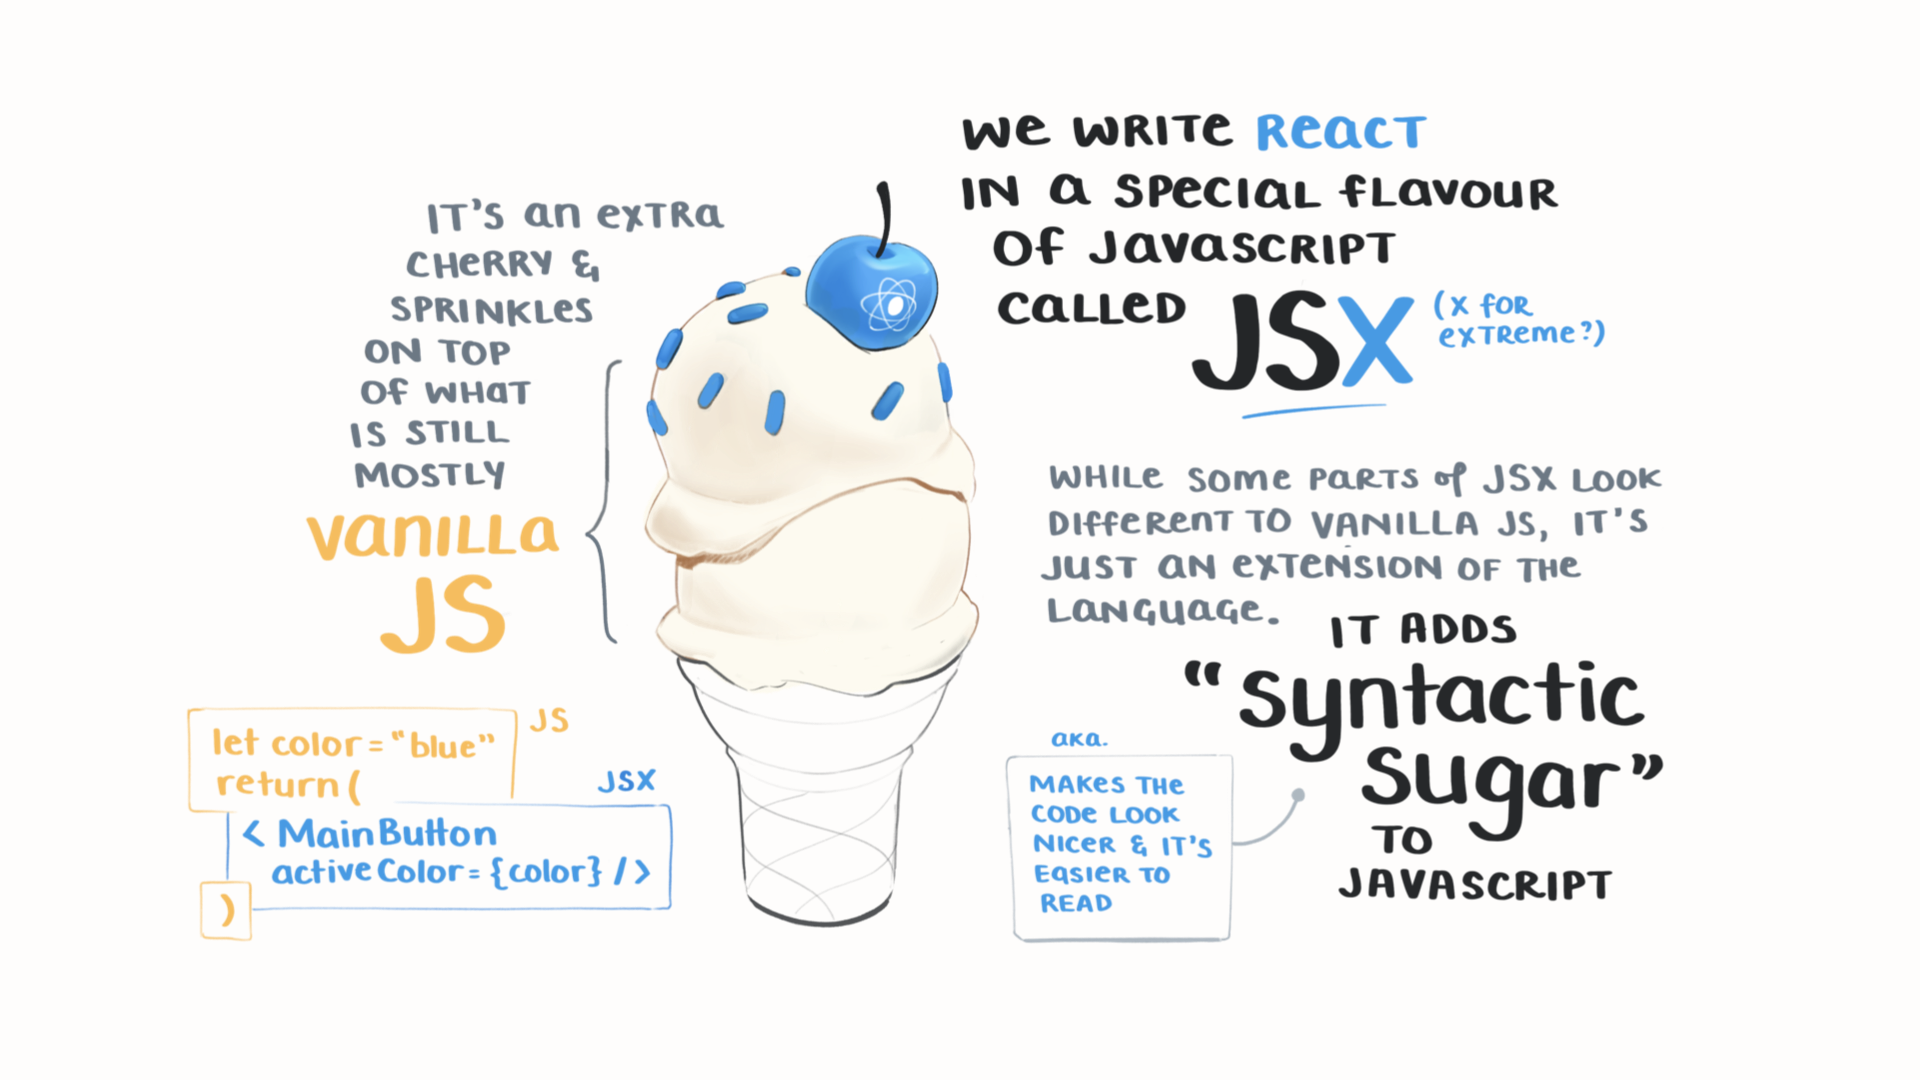 WE WRITE REACT
IN A SPECIAL FLAVOUR
OF JAVASCRIPT
CALLED JSX
(X FOR
EXTREME?)
IT'S AN EXTRA
CHERRY &
SPRINKLES
ON TOP
OF WHAT
IS STILL
MOSTLY
VANILLA
JS
WHILE SOME PARTS OF JSX LOOK
DIFFERENT TO VANILLA JS, IT'S
JUST AN EXTENSION OF THE
LANGUAGE.
IT ADDS
“syntactic
sugar”
TO
JAVASCRIPT
aka.
MAKES THE
CODE LOOK
NICER & IT'S
EASIER TO
READ
JS
let color = “blue”
return (
JSX
< MainButton
activeColor = {color} />
)